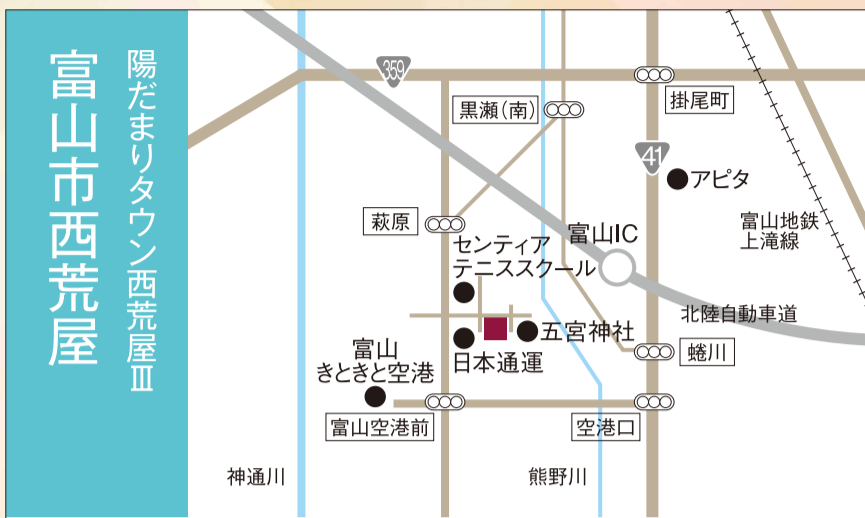 陽だまりタウン西荒屋Ⅲ
富山市西荒屋
359
黒瀬(南)
掛尾町
41
アピタ
萩原
富山IC
富山地鉄
上滝線
センティア
テニススクール
北陸自動車道
五宮神社
日本通運
蜷川
富山
きときと空港
富山空港前
空港口
神通川
熊野川